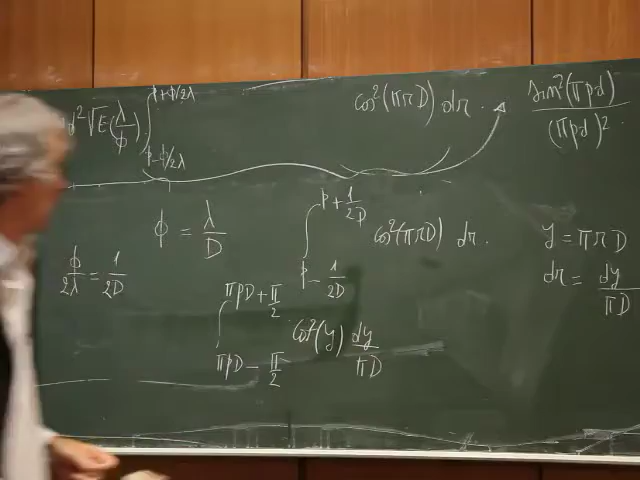 d² √E (λ/ϕ) ∫_{p-ϕ/2λ}^{p+ϕ/2λ} cos²(πrD) dr · sin²(πpd)/(πpd)²
ϕ = λ/D
∫_{p-1/2D}^{p+1/2D} cos²(πrD) dr.
y = πrD
ϕ/2λ = 1/2D
dr = dy/πD
∫_{πpD-π/2}^{πpD+π/2} cos²(y) dy/πD